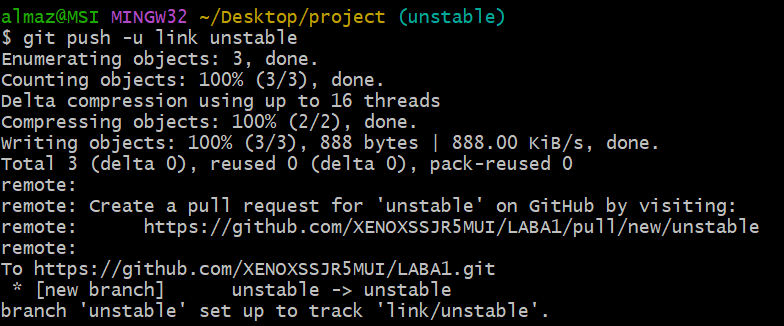 almaz@MSI MINGW32 ~/Desktop/project (unstable)
$ git push -u link unstable
Enumerating objects: 3, done.
Counting objects: 100% (3/3), done.
Delta compression using up to 16 threads
Compressing objects: 100% (2/2), done.
Writing objects: 100% (3/3), 888 bytes | 888.00 KiB/s, done.
Total 3 (delta 0), reused 0 (delta 0), pack-reused 0
remote:
remote: Create a pull request for 'unstable' on GitHub by visiting:
remote:      https://github.com/XENOXSSJR5MUI/LABA1/pull/new/unstable
remote:
To https://github.com/XENOXSSJR5MUI/LABA1.git
 * [new branch]      unstable -> unstable
branch 'unstable' set up to track 'link/unstable'.